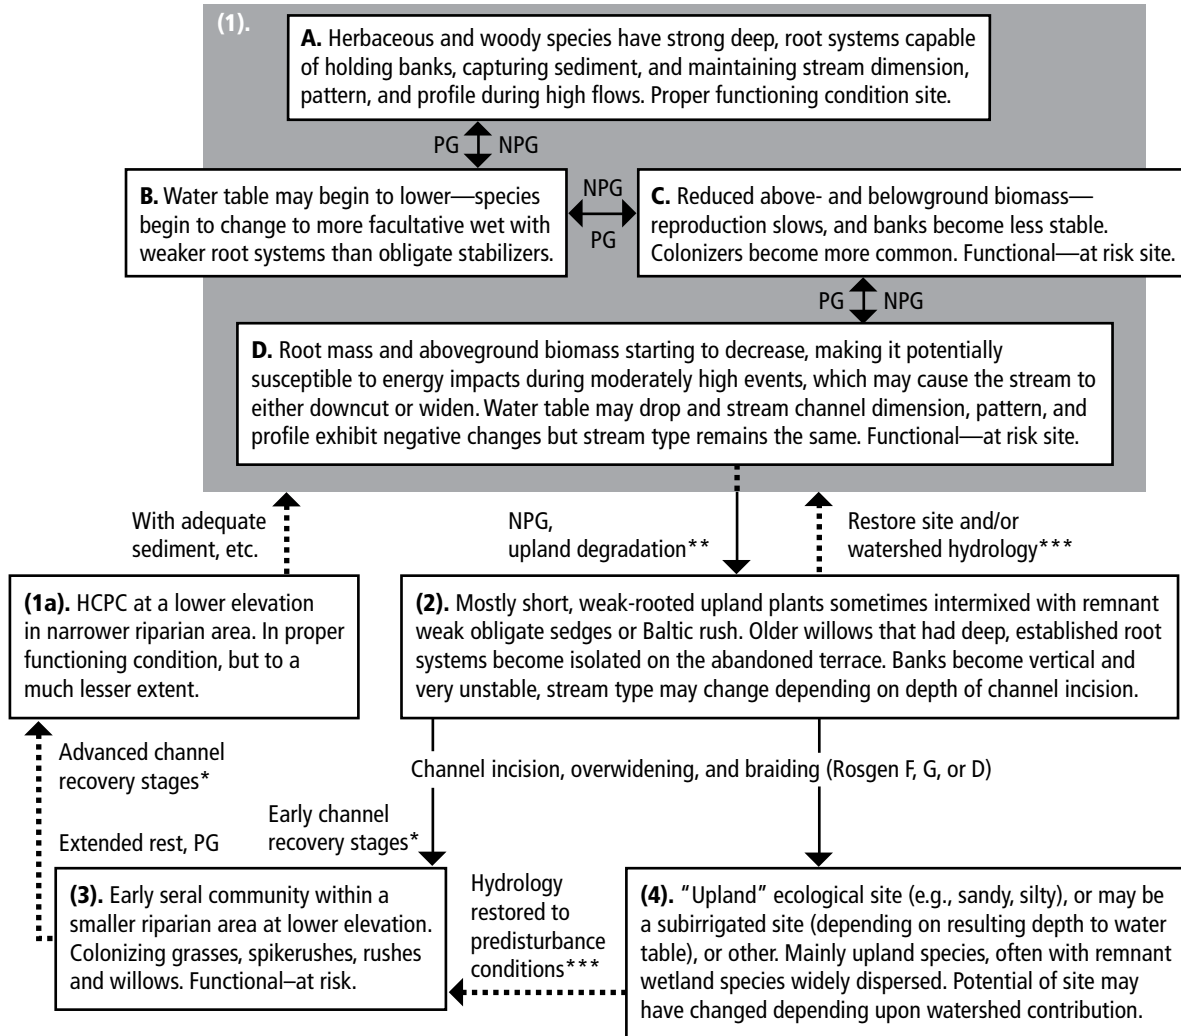 (1).
A. Herbaceous and woody species have strong deep, root systems capable
of holding banks, capturing sediment, and maintaining stream dimension,
pattern, and profile during high flows. Proper functioning condition site.
PG NPG
B. Water table may begin to lower—species
begin to change to more facultative wet with
weaker root systems than obligate stabilizers.
NPG
PG
C. Reduced above- and belowground biomass—
reproduction slows, and banks become less stable.
Colonizers become more common. Functional—at risk site.
PG NPG
D. Root mass and aboveground biomass starting to decrease, making it potentially
susceptible to energy impacts during moderately high events, which may cause the stream to
either downcut or widen. Water table may drop and stream channel dimension, pattern, and
profile exhibit negative changes but stream type remains the same. Functional—at risk site.
With adequate
sediment, etc.
NPG,
upland degradation**
Restore site and/or
watershed hydrology***
(1a). HCPC at a lower elevation
in narrower riparian area. In proper
functioning condition, but to a
much lesser extent.
(2). Mostly short, weak-rooted upland plants sometimes intermixed with remnant
weak obligate sedges or Baltic rush. Older willows that had deep, established root
systems become isolated on the abandoned terrace. Banks become vertical and
very unstable, stream type may change depending on depth of channel incision.
Advanced channel
recovery stages*
Extended rest, PG
Channel incision, overwidening, and braiding (Rosgen F, G, or D)
Early channel
recovery stages*
(3). Early seral community within a
smaller riparian area at lower elevation.
Colonizing grasses, spikerushes, rushes
and willows. Functional–at risk.
Hydrology
restored to
predisturbance
conditions***
(4). "Upland" ecological site (e.g., sandy, silty), or may be
a subirrigated site (depending on resulting depth to water
table), or other. Mainly upland species, often with remnant
wetland species widely dispersed. Potential of site may
have changed depending upon watershed contribution.